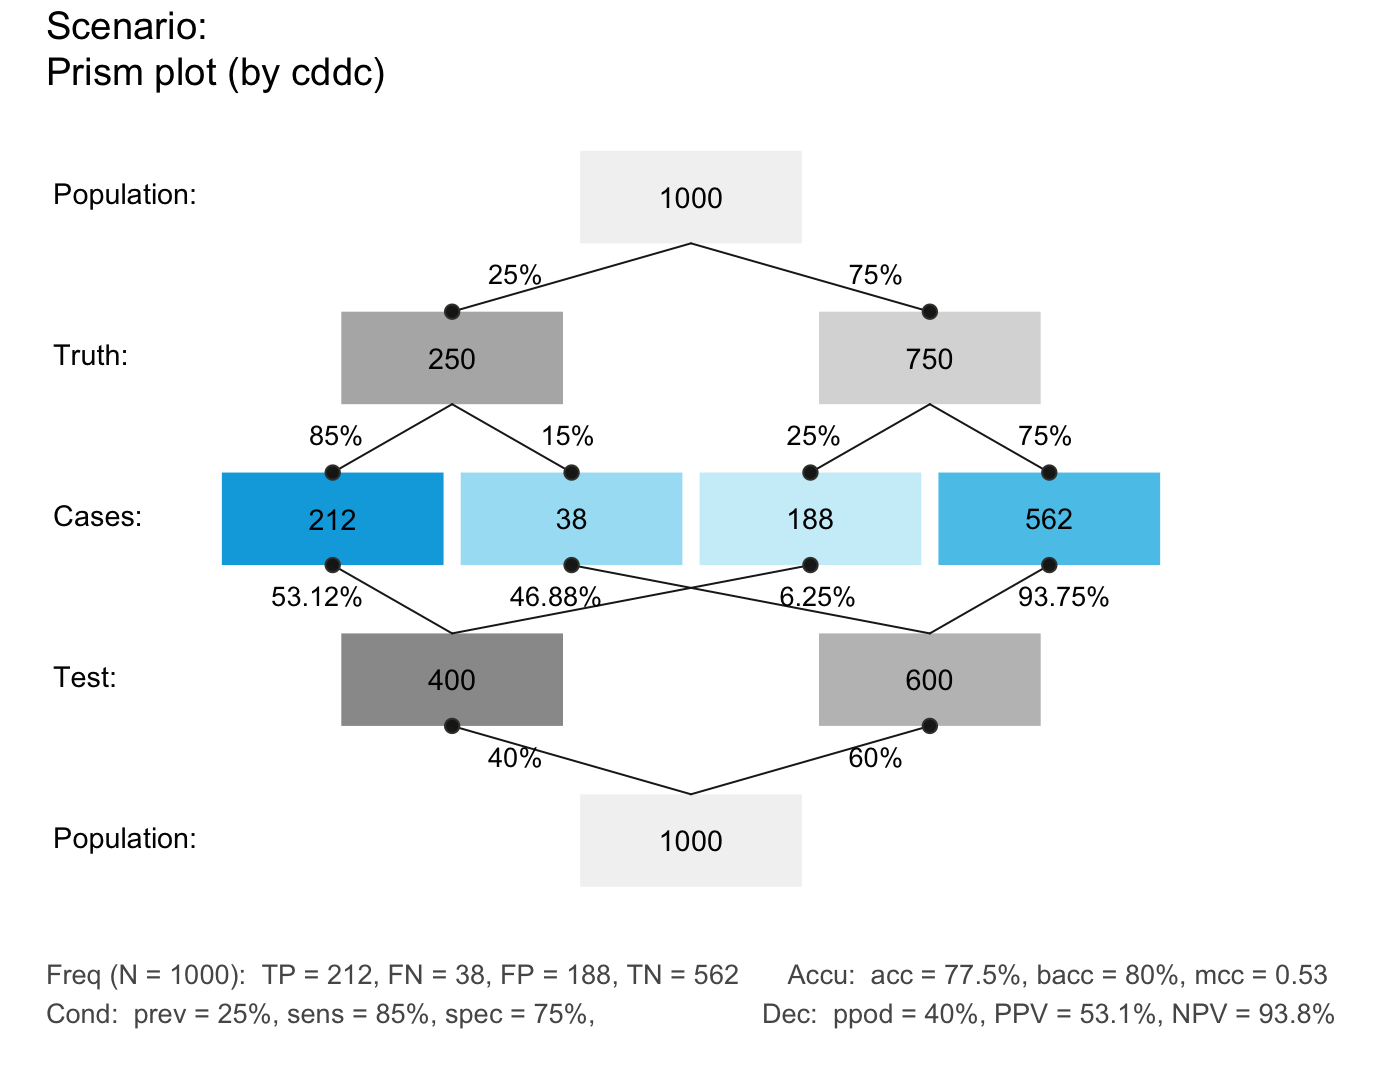 Scenario:
Prism plot (by cddc)
Population:
1000
25%
75%
Truth:
250
750
85%
15%
25%
75%
Cases:
212
38
188
562
53.12%
46.88%
6.25%
93.75%
Test:
400
600
40%
60%
Population:
1000
Freq (N = 1000):  TP = 212, FN = 38, FP = 188, TN = 562
Accu:  acc = 77.5%, bacc = 80%, mcc = 0.53
Cond:  prev = 25%, sens = 85%, spec = 75%,
Dec:  ppod = 40%, PPV = 53.1%, NPV = 93.8%